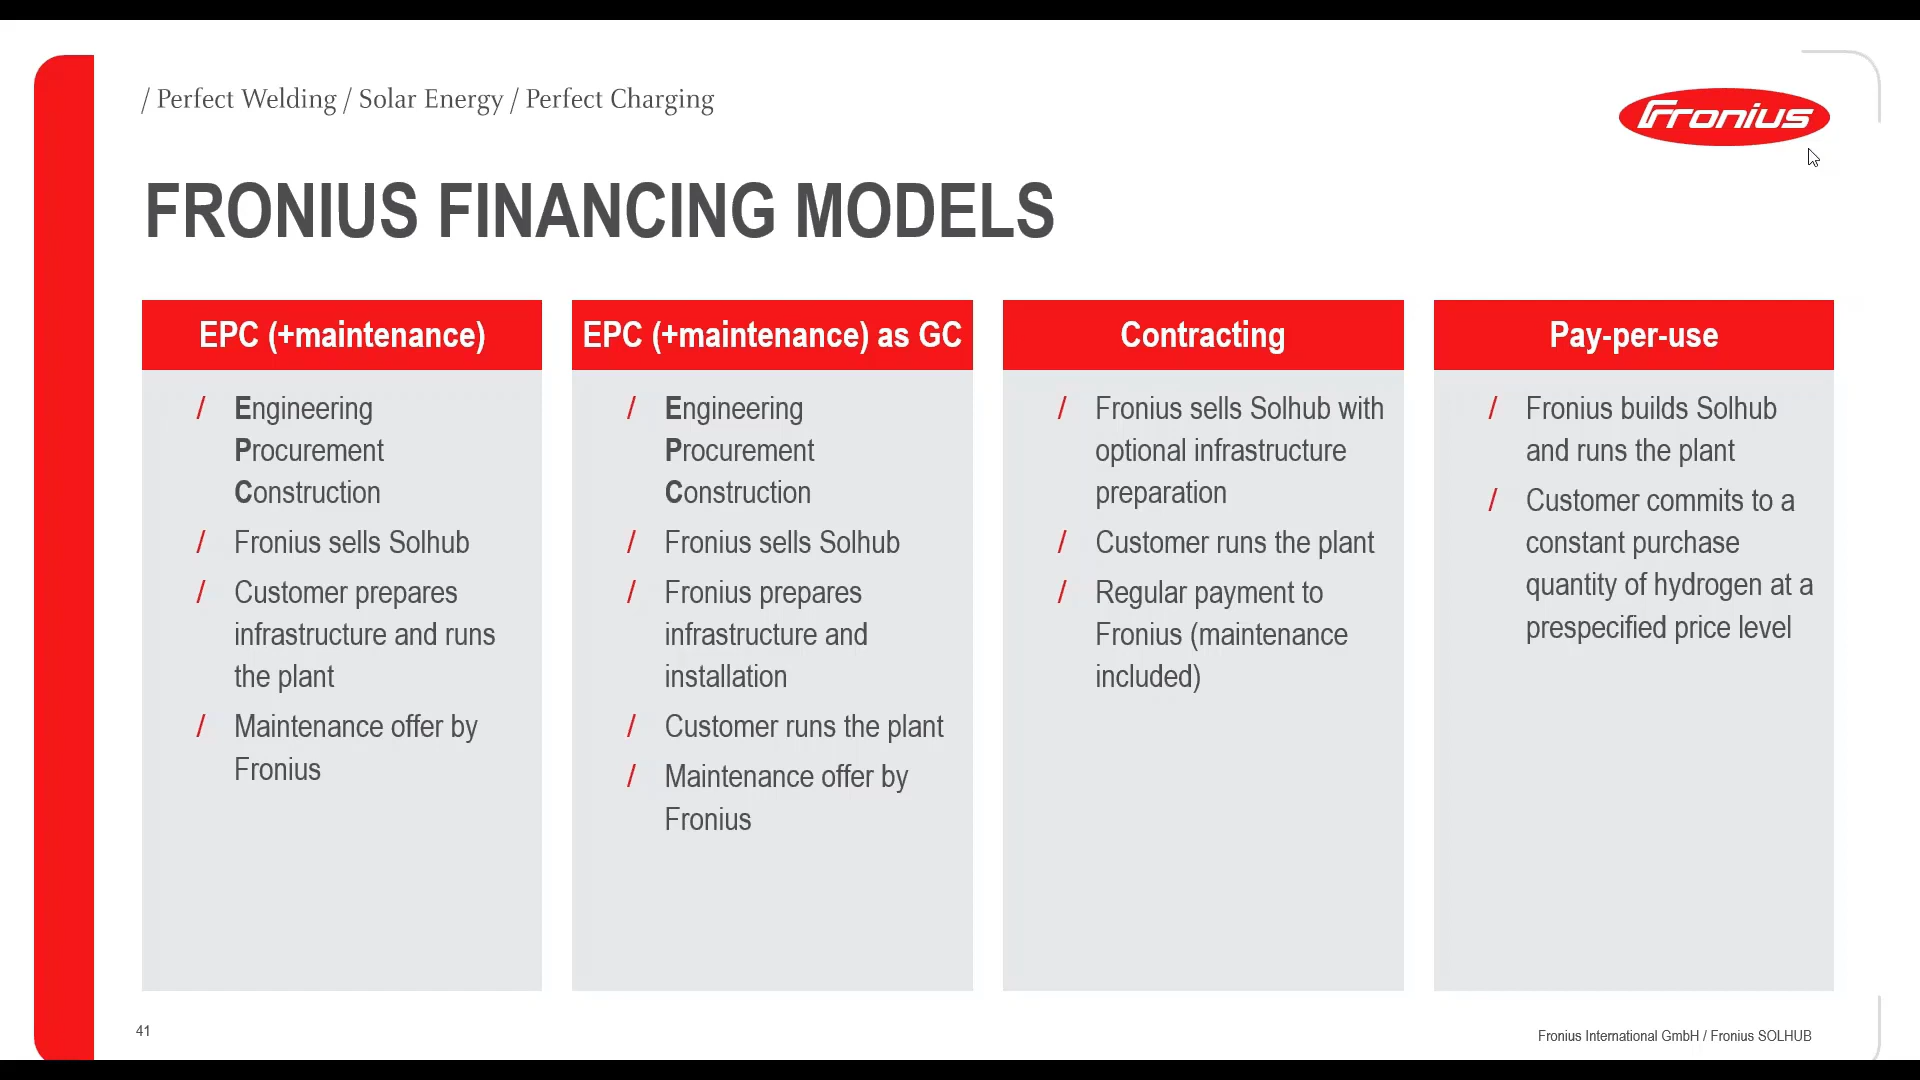 / Perfect Welding / Solar Energy / Perfect Charging
Fronius
FRONIUS FINANCING MODELS
EPC (+maintenance)
/ Engineering
Procurement
Construction
/ Fronius sells Solhub
/ Customer prepares
infrastructure and runs
the plant
/ Maintenance offer by
Fronius
EPC (+maintenance) as GC
/ Engineering
Procurement
Construction
/ Fronius sells Solhub
/ Fronius prepares
infrastructure and
installation
/ Customer runs the plant
/ Maintenance offer by
Fronius
Contracting
/ Fronius sells Solhub with
optional infrastructure
preparation
/ Customer runs the plant
/ Regular payment to
Fronius (maintenance
included)
Pay-per-use
/ Fronius builds Solhub
and runs the plant
/ Customer commits to a
constant purchase
quantity of hydrogen at a
prespecified price level
41
Fronius International GmbH / Fronius SOLHUB